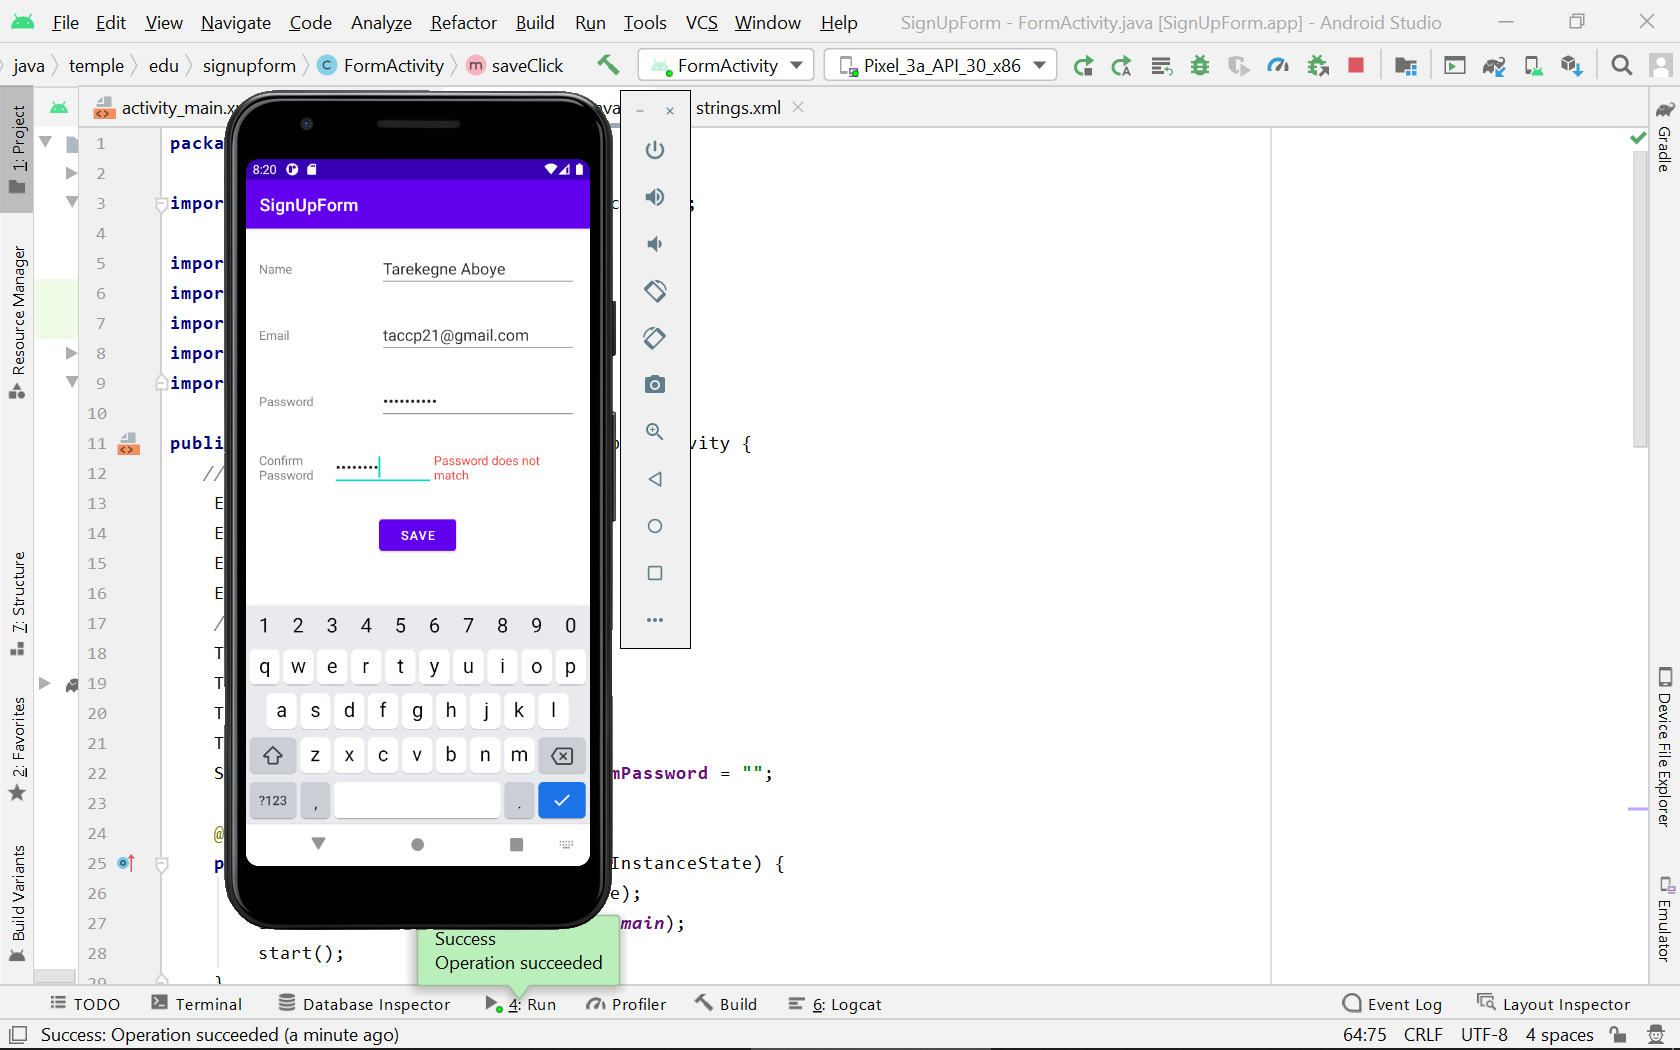 File Edit View Navigate Code Analyze Refactor Build Run Tools VCS Window Help SignUpForm - FormActivity.java [SignUpForm.app] - Android Studio
java temple edu signupform C FormActivity m saveClick FormActivity Pixel_3a_API_30_x86
activity_main.x ava strings.xml
1: Project
Resource Manager
7: Structure
2: Favorites
Build Variants
Gradle
Device File Explorer
Emulator
1 packa
2
3 impor ;
4
5 impor
6 impor
7 impor
8 impor
9 impor
10
11 publi vity {
12 //
13 E
14 E
15 E
16 E
17 /
18 T
19 T
20 T
21 T
22 S mPassword = "";
23
24 @
25 p InstanceState) {
26 e);
27 main);
28 start();
29 }
8:20
SignUpForm
Name Tarekegne Aboye
Email taccp21@gmail.com
Password ••••••••••
Confirm Password •••••••• Password does not match
SAVE
1 2 3 4 5 6 7 8 9 0
q w e r t y u i o p
a s d f g h j k l
z x c v b n m
?123 , .
Success
Operation succeeded
TODO Terminal Database Inspector 4: Run Profiler Build 6: Logcat Event Log Layout Inspector
Success: Operation succeeded (a minute ago) 64:75 CRLF UTF-8 4 spaces